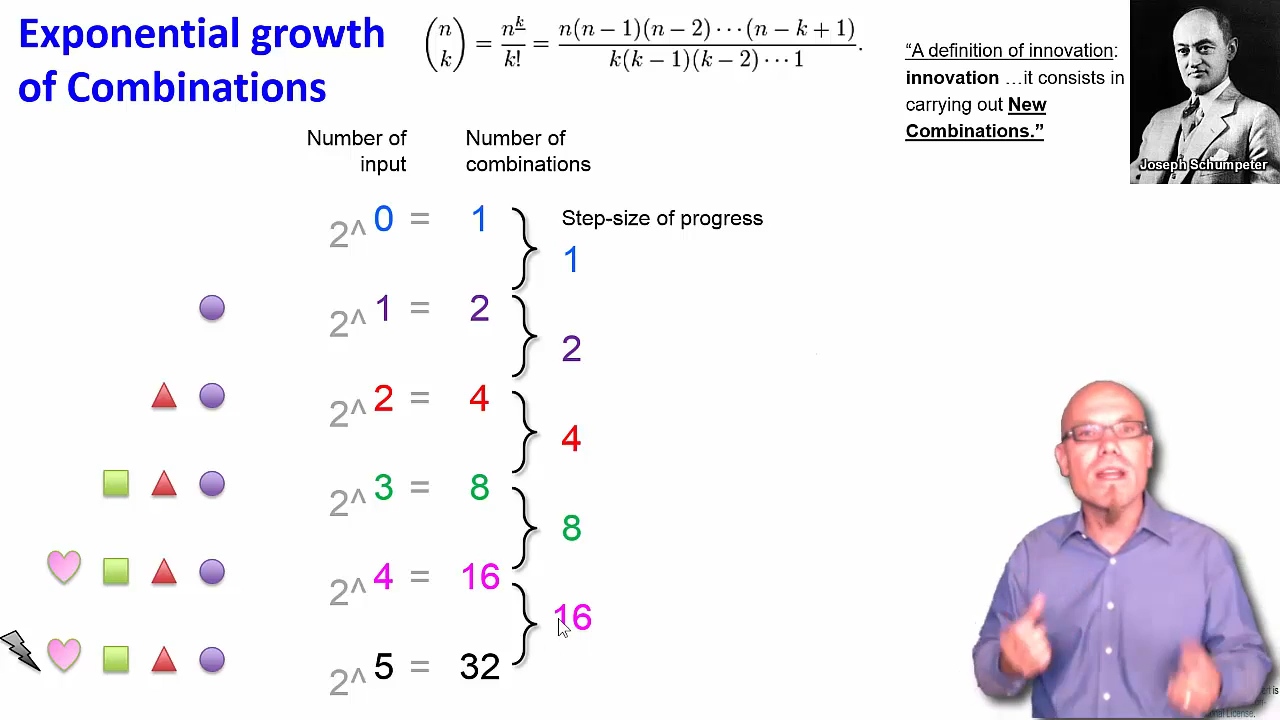 Exponential growth
of Combinations
(n k) = n^k/k! = n(n − 1)(n − 2) ⋯ (n − k + 1)/k(k − 1)(k − 2) ⋯ 1.
“A definition of innovation:
innovation …it consists in
carrying out New
Combinations.”
Joseph Schumpeter
Number of
input
Number of
combinations
2^ 0 = 1
Step-size of progress
1
2^ 1 = 2
2
2^ 2 = 4
4
2^ 3 = 8
8
2^ 4 = 16
16
2^ 5 = 32
License.